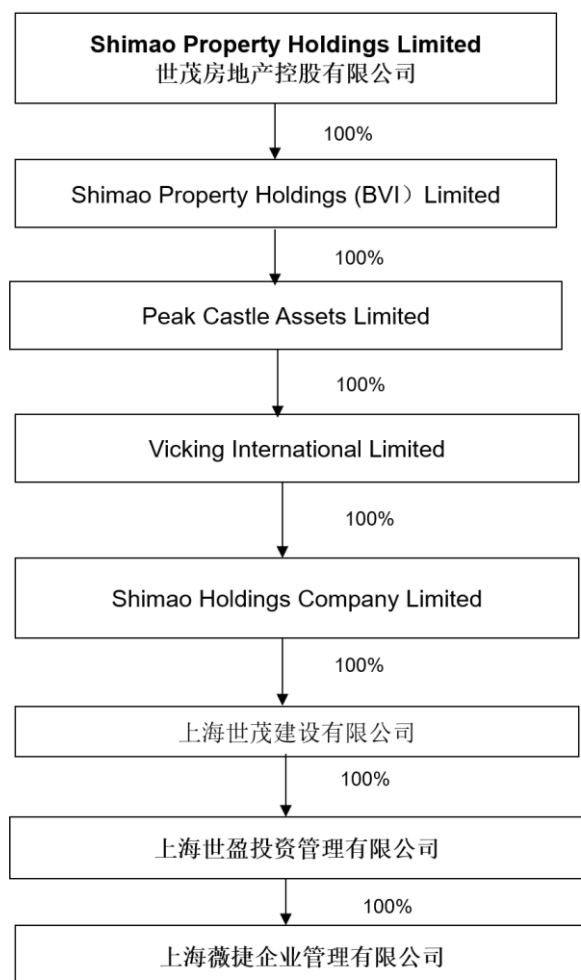 Shimao Property Holdings Limited
世茂房地产控股有限公司
100%
Shimao Property Holdings (BVI）Limited
100%
Peak Castle Assets Limited
100%
Vicking International Limited
100%
Shimao Holdings Company Limited
100%
上海世茂建设有限公司
100%
上海世盈投资管理有限公司
100%
上海薇捷企业管理有限公司